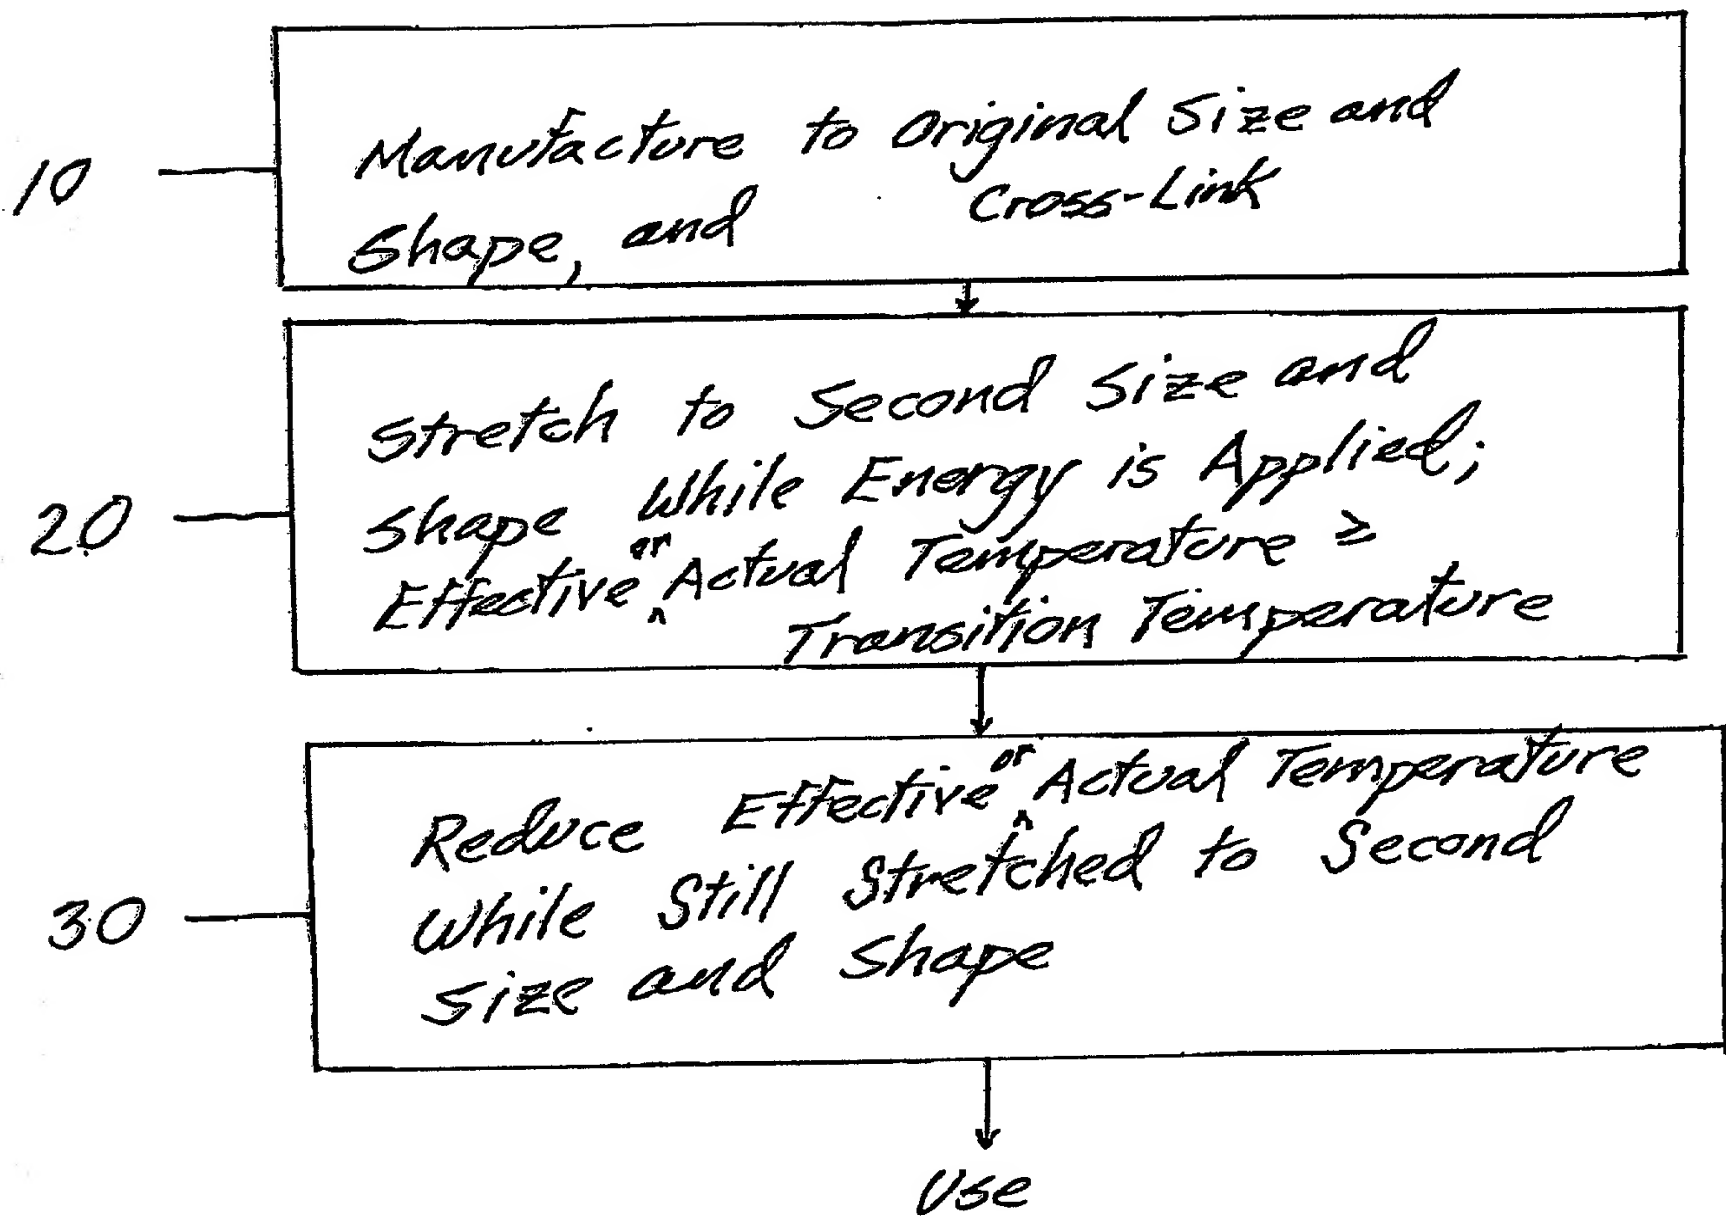 10
Manufacture to Original Size and
Shape, and Cross-Link
20
Stretch to Second Size and
Shape While Energy is Applied;
Effective or Actual Temperature ≥
Transition Temperature
30
Reduce Effective or Actual Temperature
While Still Stretched to Second
Size and Shape
Use